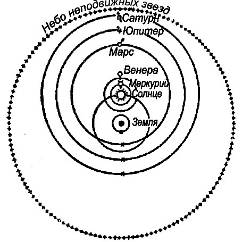 Небо неподвижных звезд
Сатурн
Юпитер
Марс
Венера
Меркурий
Солнце
Земля